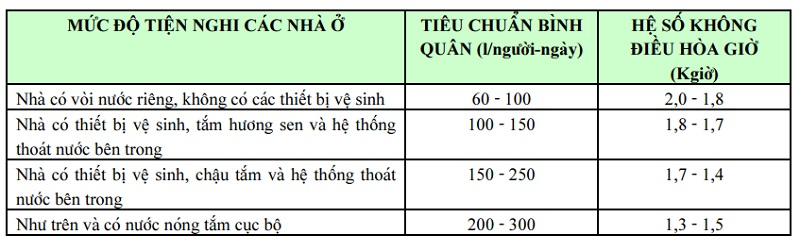 MỨC ĐỘ TIỆN NGHI CÁC NHÀ Ở
TIÊU CHUẨN BÌNH
QUÂN (l/người-ngày)
HỆ SỐ KHÔNG
ĐIỀU HÒA GIỜ
(Kgiờ)
Nhà có vòi nước riêng, không có các thiết bị vệ sinh
60 - 100
2,0 - 1,8
Nhà có thiết bị vệ sinh, tắm hương sen và hệ thống
thoát nước bên trong
100 - 150
1,8 - 1,7
Nhà có thiết bị vệ sinh, chậu tắm và hệ thống thoát
nước bên trong
150 - 250
1,7 - 1,4
Như trên và có nước nóng tắm cục bộ
200 - 300
1,3 - 1,5